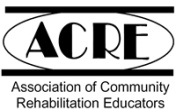 ACRE
Association of Community
Rehabilitation Educators